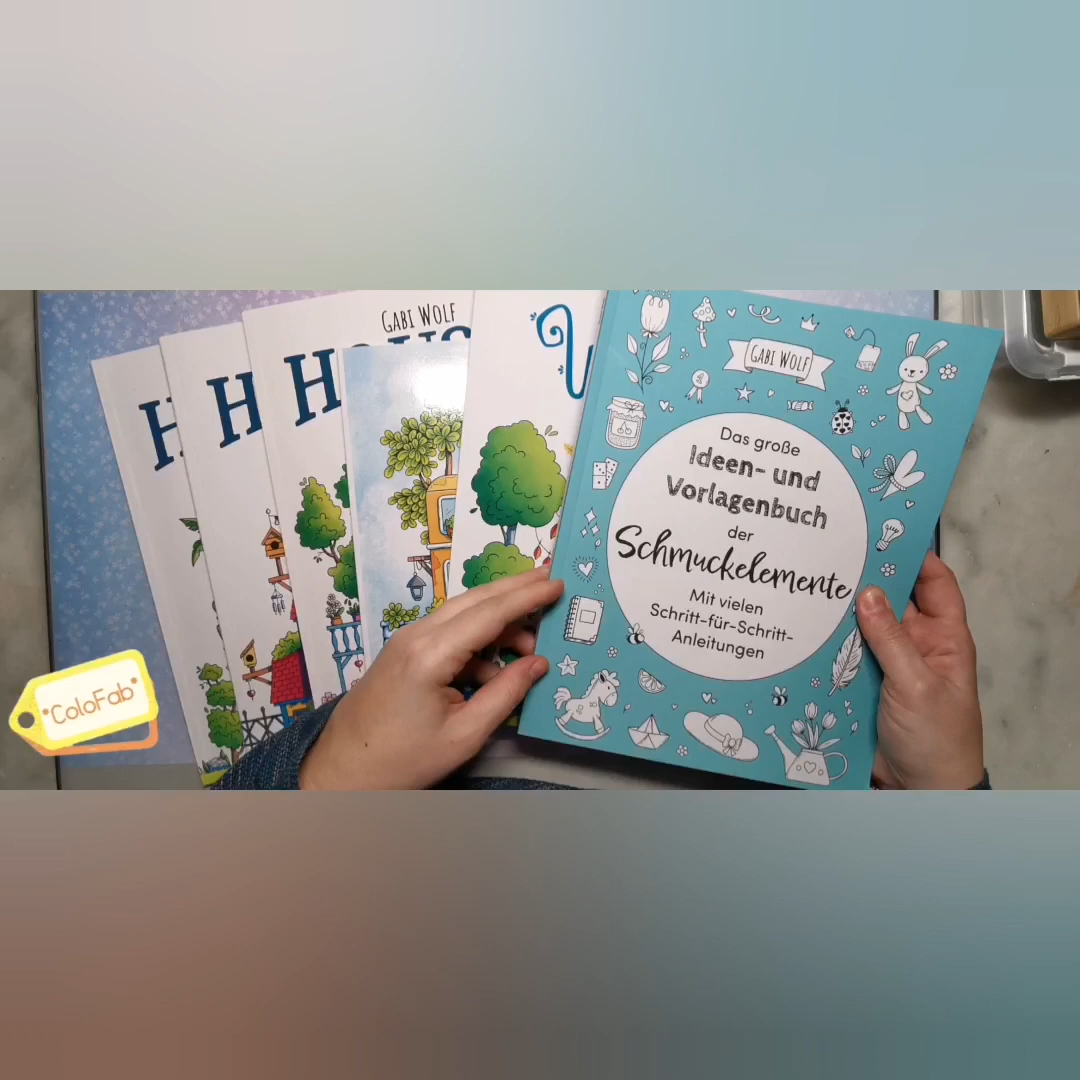 GABI WOLF
GABI WOLF
Das große
Ideen- und
Vorlagenbuch
der
Schmuckelemente
Mit vielen
Schritt-für-Schritt-
Anleitungen
*ColoFab*